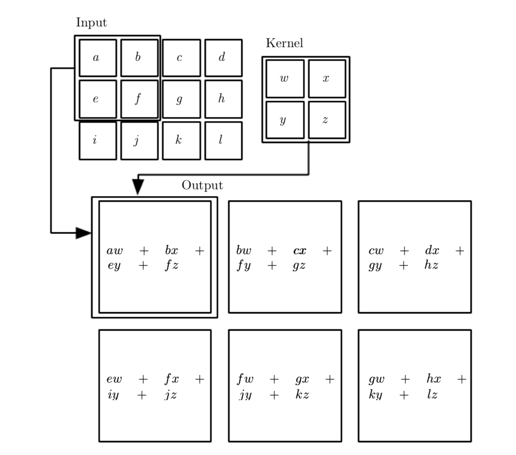 Input
Kernel
a b c d
w x
e f g h
y z
i j k l
Output
aw + bx +
ey + fz
bw + cx +
fy + gz
cw + dx +
gy + hz
ew + fx +
iy + jz
fw + gx +
jy + kz
gw + hx +
ky + lz